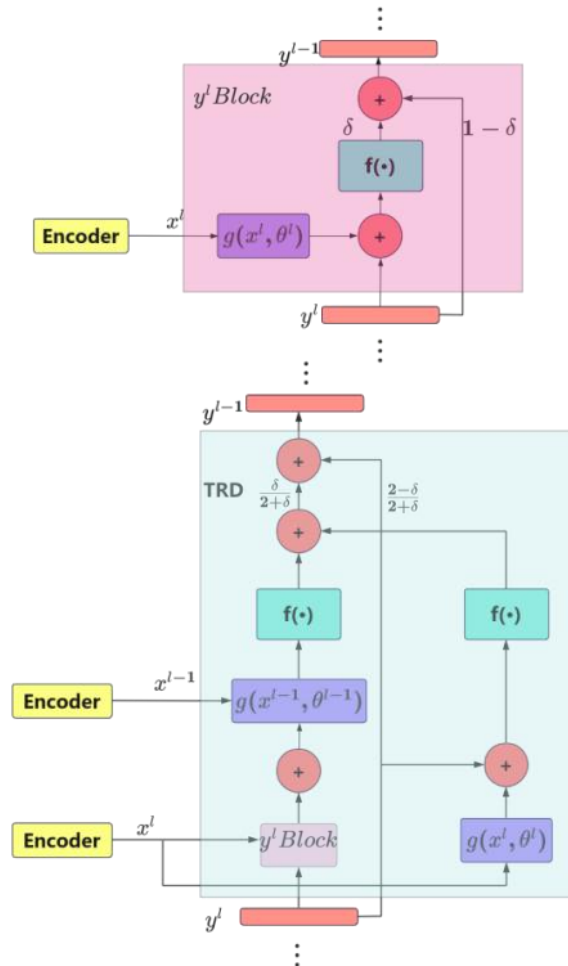 ⋮
y^{l-1}
y^l Block
+
δ
1 − δ
f(•)
Encoder
x^l
g(x^l, θ^l)
+
y^l
⋮
⋮
y^{l-1}
+
TRD
δ/(2+δ)
(2−δ)/(2+δ)
+
f(•)
f(•)
x^{l-1}
Encoder
g(x^{l-1}, θ^{l-1})
+
+
x^l
Encoder
y^l Block
g(x^l, θ^l)
y^l
⋮